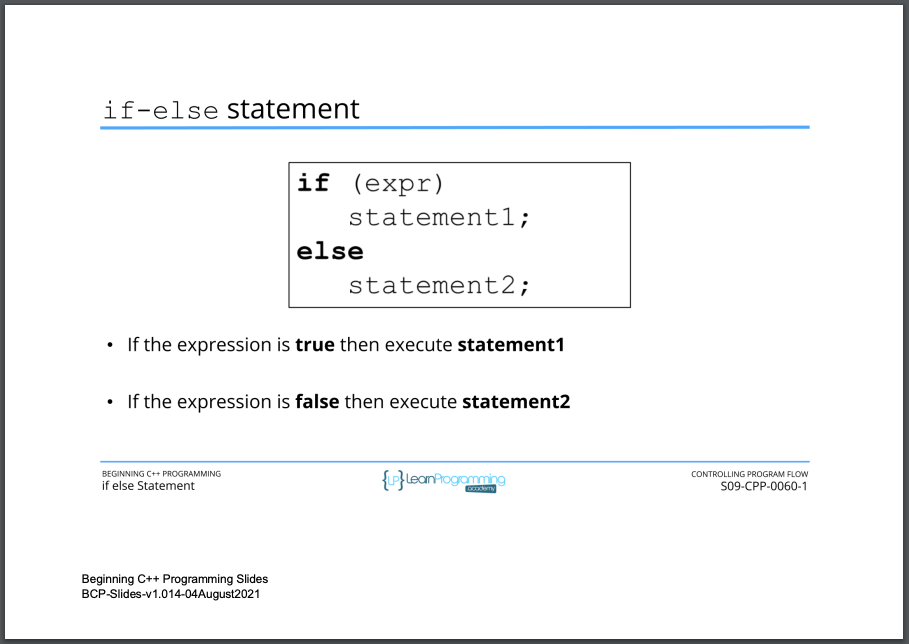 if-else statement
if (expr)
statement1;
else
statement2;
• If the expression is true then execute statement1
• If the expression is false then execute statement2
BEGINNING C++ PROGRAMMING
if else Statement
{LP} LearnProgramming
academy
CONTROLLING PROGRAM FLOW
S09-CPP-0060-1
Beginning C++ Programming Slides
BCP-Slides-v1.014-04August2021